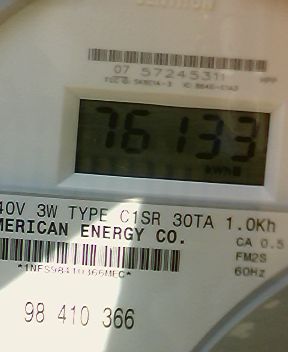 07 57245311
76133
kWh
40V 3W TYPE C1SR 30TA 1.0Kh
MERICAN ENERGY CO.
CA 0.5
FM2S
60Hz
98 410 366